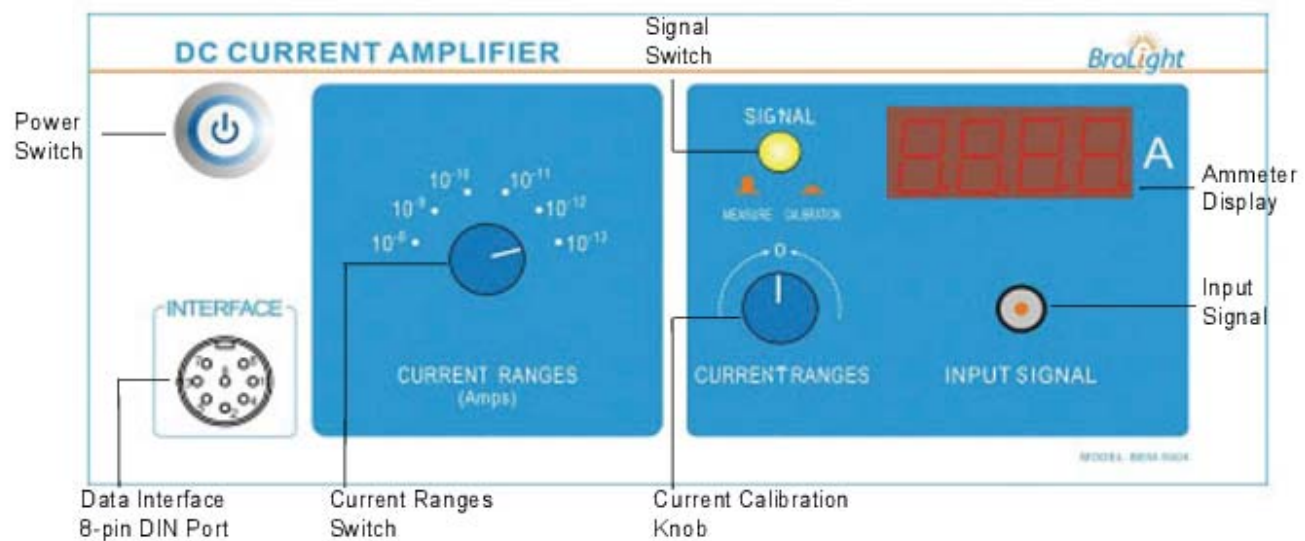 Signal
Switch
DC CURRENT AMPLIFIER
BroLight
Power
Switch
SIGNAL
A
Ammeter
Display
10⁻¹⁰
10⁻¹¹
10⁻⁹
10⁻¹²
10⁻⁸
10⁻¹³
MEASURE CALIBRATION
0
INTERFACE
Input
Signal
CURRENT RANGES
(Amps)
CURRENT RANGES
INPUT SIGNAL
Data Interface
8-pin DIN Port
Current Ranges
Switch
Current Calibration
Knob